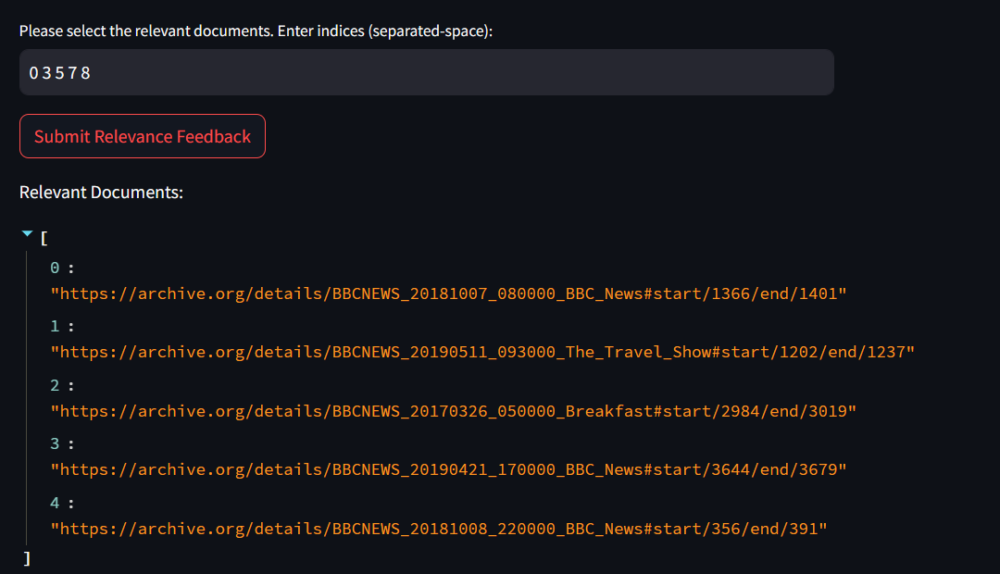 Please select the relevant documents. Enter indices (separated-space):
0 3 5 7 8
Submit Relevance Feedback
Relevant Documents:
[
0 :
"https://archive.org/details/BBCNEWS_20181007_080000_BBC_News#start/1366/end/1401"
1 :
"https://archive.org/details/BBCNEWS_20190511_093000_The_Travel_Show#start/1202/end/1237"
2 :
"https://archive.org/details/BBCNEWS_20170326_050000_Breakfast#start/2984/end/3019"
3 :
"https://archive.org/details/BBCNEWS_20190421_170000_BBC_News#start/3644/end/3679"
4 :
"https://archive.org/details/BBCNEWS_20181008_220000_BBC_News#start/356/end/391"
]